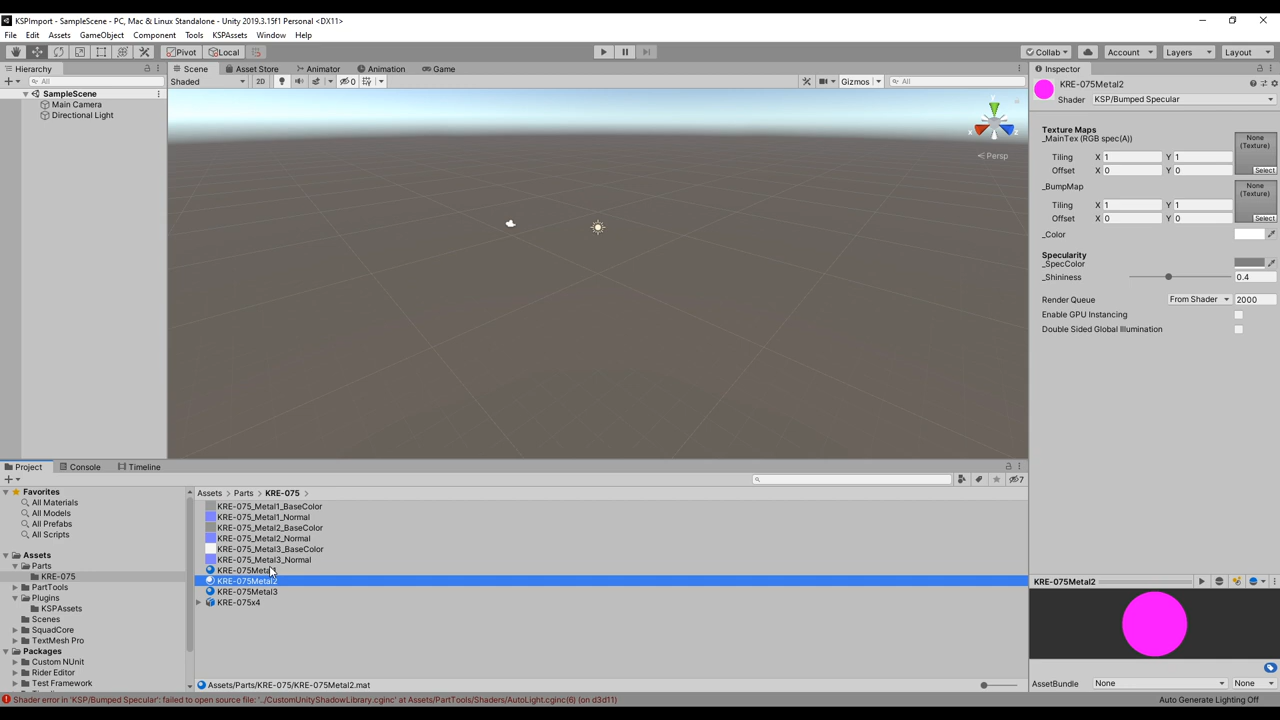 KSPImport - SampleScene - PC, Mac & Linux Standalone - Unity 2019.3.15f1 Personal <DX11>
File Edit Assets GameObject Component Tools KSPAssets Window Help
Pivot Local Collab Account Layers Layout
Hierarchy
All
SampleScene
Main Camera
Directional Light
Scene Asset Store Animator Animation Game
Shaded 2D 0 Gizmos All
x z
Persp
Inspector
KRE-075Metal2
Shader KSP/Bumped Specular
Texture Maps
_MainTex (RGB spec(A))
None
(Texture)
Tiling X 1 Y 1
Offset X 0 Y 0 Select
_BumpMap
None
(Texture)
Tiling X 1 Y 1
Offset X 0 Y 0 Select
_Color
Specularity
_SpecColor
_Shininess 0.4
Render Queue From Shader 2000
Enable GPU Instancing
Double Sided Global Illumination
Project Console Timeline
7
Favorites
All Materials
All Models
All Prefabs
All Scripts
Assets
Parts
KRE-075
PartTools
Plugins
KSPAssets
Scenes
SquadCore
TextMesh Pro
Packages
Custom NUnit
Rider Editor
Test Framework
Assets > Parts > KRE-075 >
KRE-075_Metal1_BaseColor
KRE-075_Metal1_Normal
KRE-075_Metal2_BaseColor
KRE-075_Metal2_Normal
KRE-075_Metal3_BaseColor
KRE-075_Metal3_Normal
KRE-075Metal1
KRE-075Metal2
KRE-075Metal3
KRE-075x4
Assets/Parts/KRE-075/KRE-075Metal2.mat
KRE-075Metal2
AssetBundle None None
Shader error in 'KSP/Bumped Specular': failed to open source file: '../CustomUnityShadowLibrary.cginc' at Assets/PartTools/Shaders/AutoLight.cginc(6) (on d3d11)
Auto Generate Lighting Off